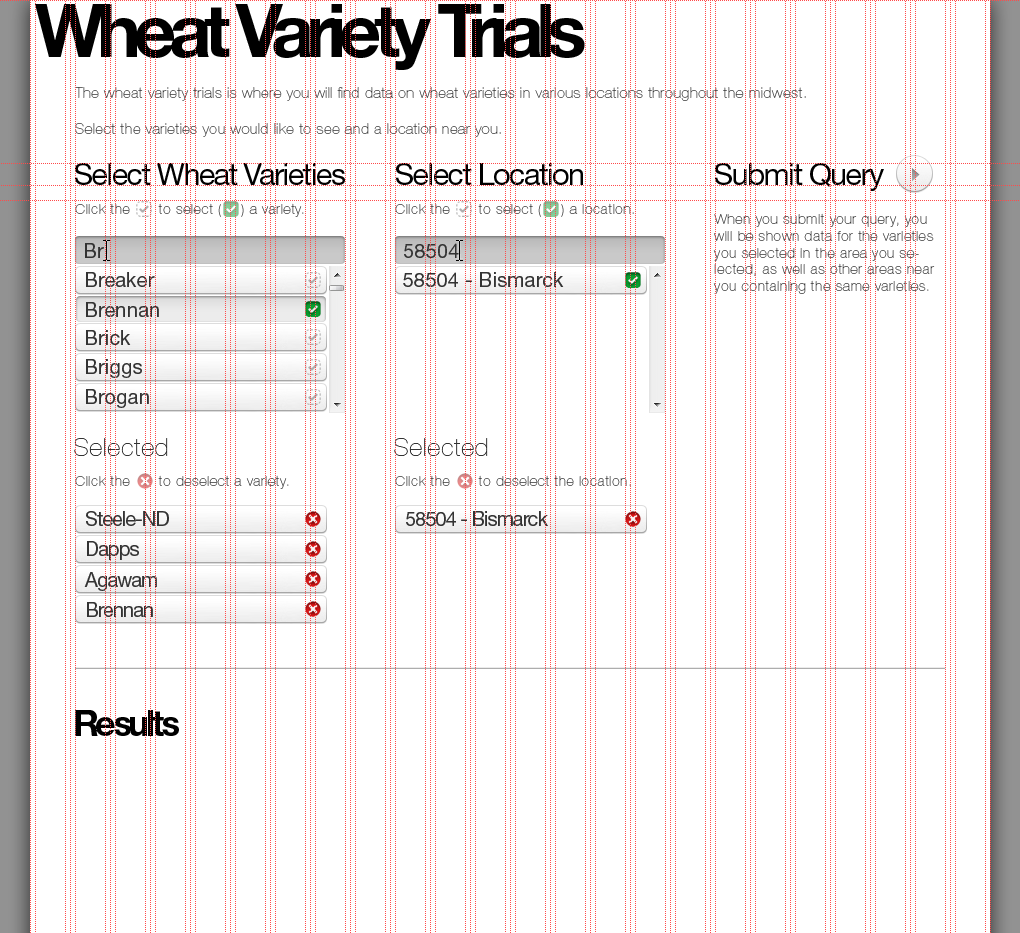 Wheat Variety Trials
The wheat variety trials is where you will find data on wheat varieties in various locations throughout the midwest.
Select the varieties you would like to see and a location near you.
Select Wheat Varieties
Click the to select ( ) a variety.
Br
Breaker
Brennan
Brick
Briggs
Brogan
Selected
Click the to deselect a variety.
Steele-ND
Dapps
Agawam
Brennan
Select Location
Click the to select ( ) a location.
58504
58504 - Bismarck
Selected
Click the to deselect the location.
58504 - Bismarck
Submit Query
When you submit your query, you
will be shown data for the varieties
you selected in the area you se-
lected, as well as other areas near
you containing the same varieties.
Results